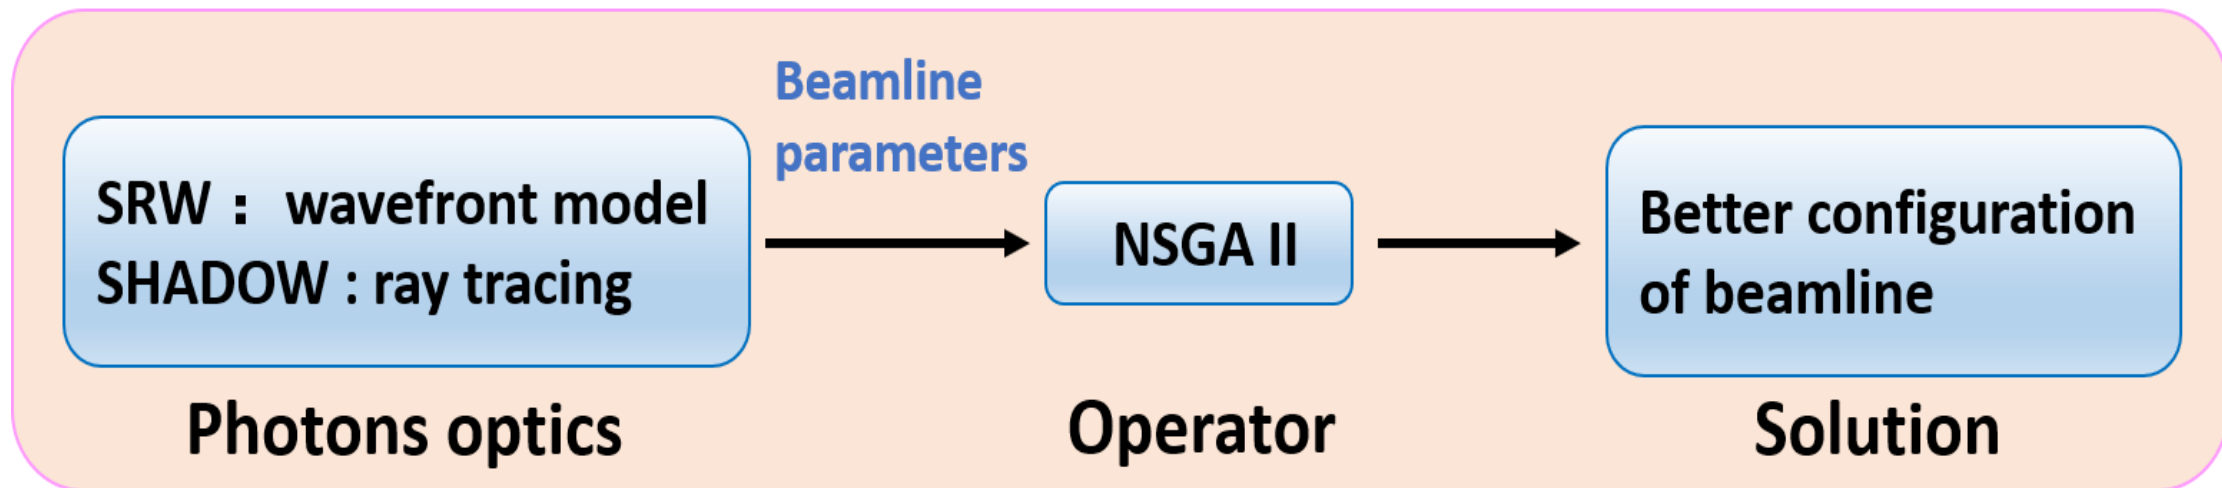 Beamline
parameters
SRW： wavefront model
SHADOW : ray tracing
NSGA II
Better configuration
of beamline
Photons optics
Operator
Solution